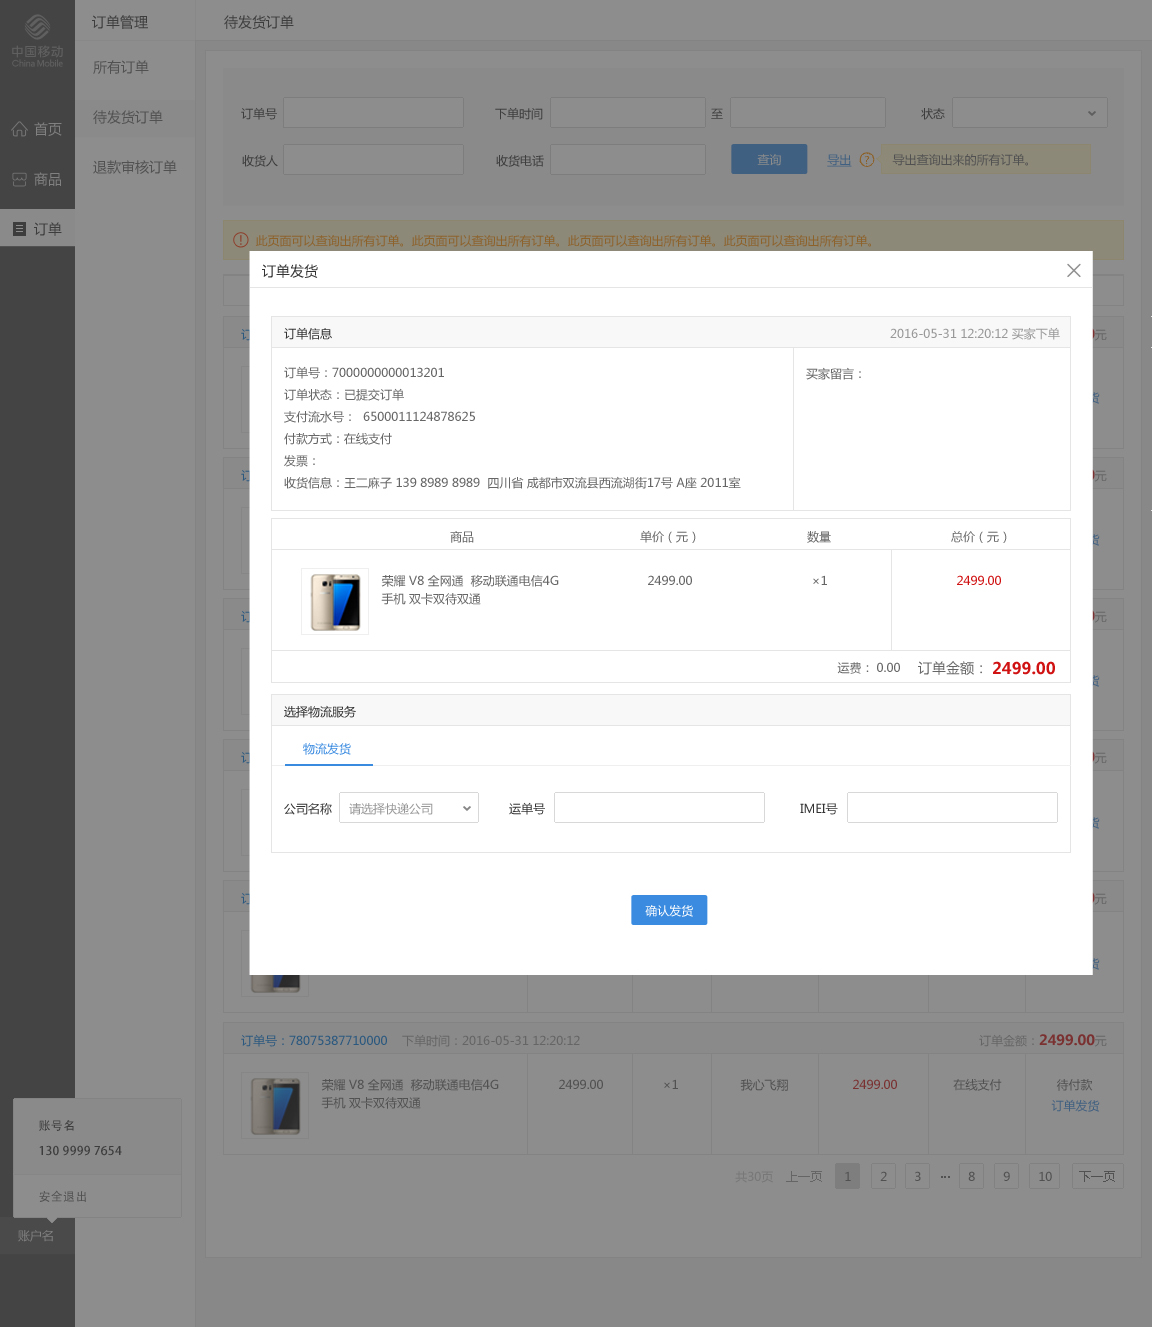 中国移动
China Mobile
首页
商品
订单
订单管理
所有订单
待发货订单
退款审核订单
待发货订单
订单号
下单时间
至
状态
收货人
收货电话
查询
导出
?
导出查询出来的所有订单。
此页面可以查询出所有订单。此页面可以查询出所有订单。此页面可以查询出所有订单。此页面可以查询出所有订单。
订单发货
订单信息
2016-05-31 12:20:12 买家下单
订单号：7000000000013201
订单状态：已提交订单
支付流水号： 6500011124878625
付款方式：在线支付
发票：
收货信息：王二麻子 139 8989 8989 四川省 成都市双流县西流湖街17号 A座 2011室
买家留言：
商品 单价（元） 数量 总价（元）
荣耀 V8 全网通 移动联通电信4G
手机 双卡双待双通
2499.00 ×1 2499.00
运费： 0.00 订单金额： 2499.00
选择物流服务
物流发货
公司名称 请选择快递公司 运单号 IMEI号
确认发货
订单号：78075387710000 下单时间：2016-05-31 12:20:12 订单金额：2499.00元
荣耀 V8 全网通 移动联通电信4G
手机 双卡双待双通
2499.00 ×1 我心飞翔 2499.00 在线支付 待付款
订单发货
共30页 上一页 1 2 3 ··· 8 9 10 下一页
账号名
130 9999 7654
安全退出
账户名